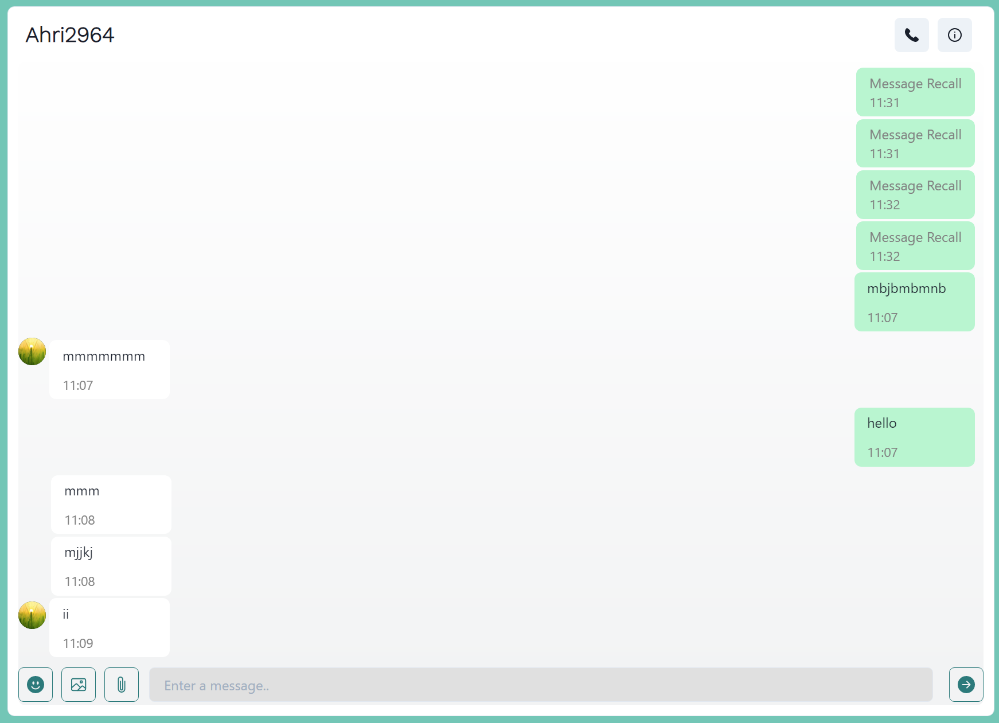 Ahri2964
Message Recall
11:31
Message Recall
11:31
Message Recall
11:32
Message Recall
11:32
mbjbmbmnb
11:07
mmmmmmm
11:07
hello
11:07
mmm
11:08
mjjkj
11:08
ii
11:09
Enter a message..